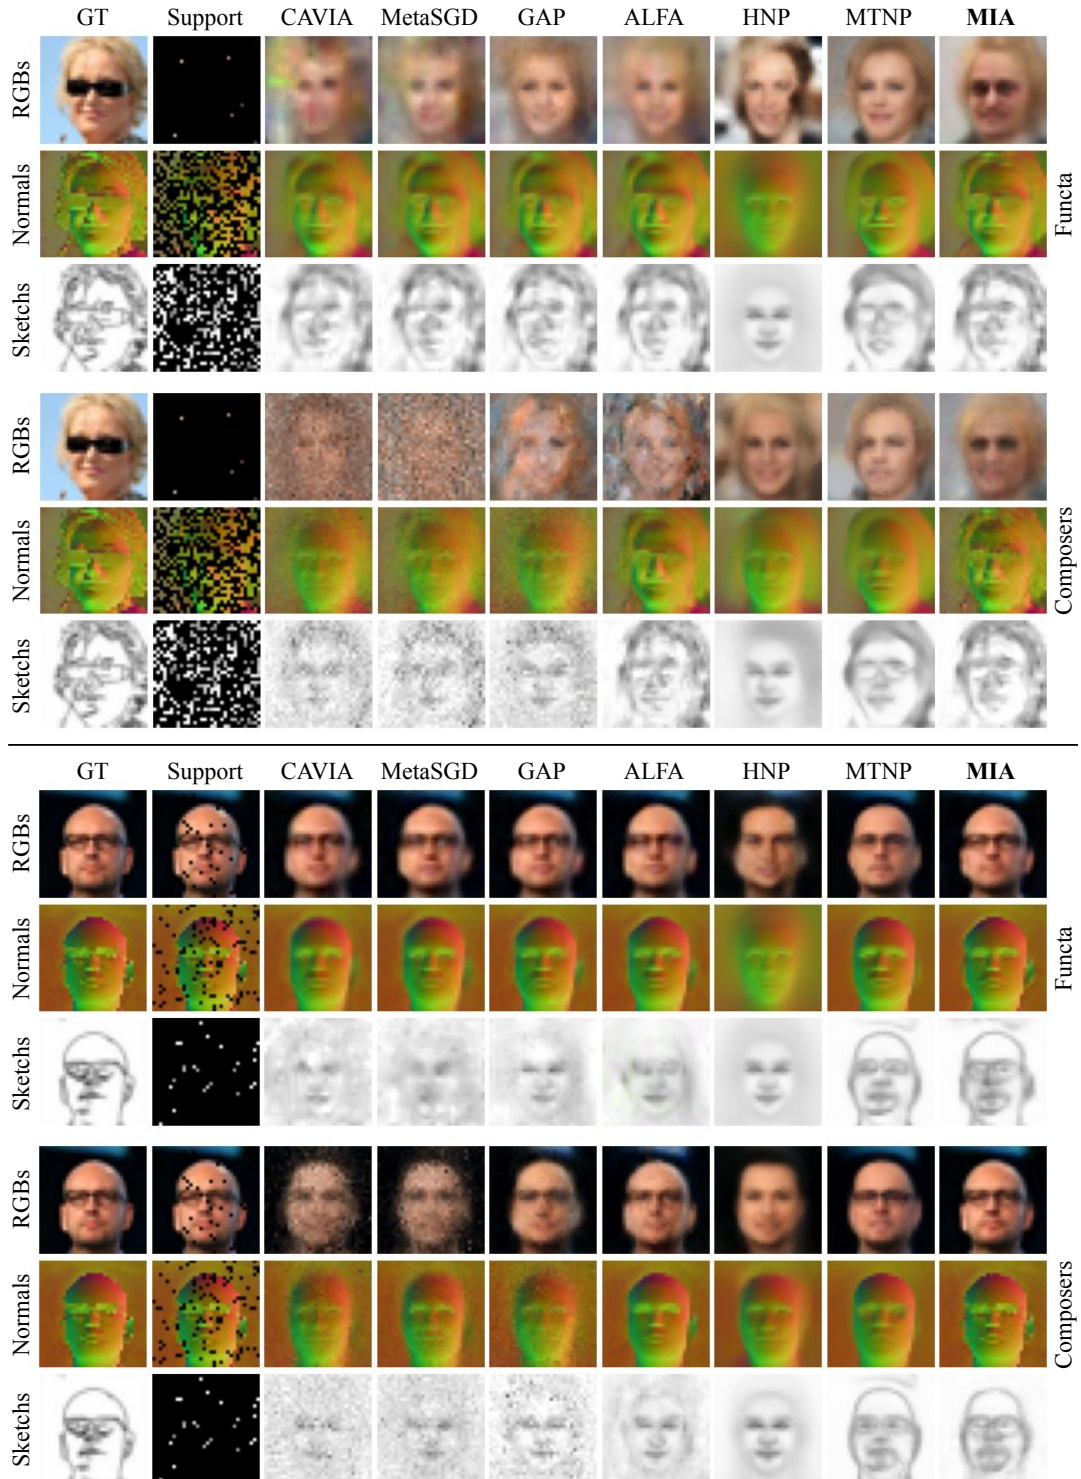 GT Support CAVIA MetaSGD GAP ALFA HNP MTNP MIA
RGBs
Normals
Sketchs
Functa
RGBs
Normals
Sketchs
Composers
GT Support CAVIA MetaSGD GAP ALFA HNP MTNP MIA
RGBs
Normals
Sketchs
Functa
RGBs
Normals
Sketchs
Composers